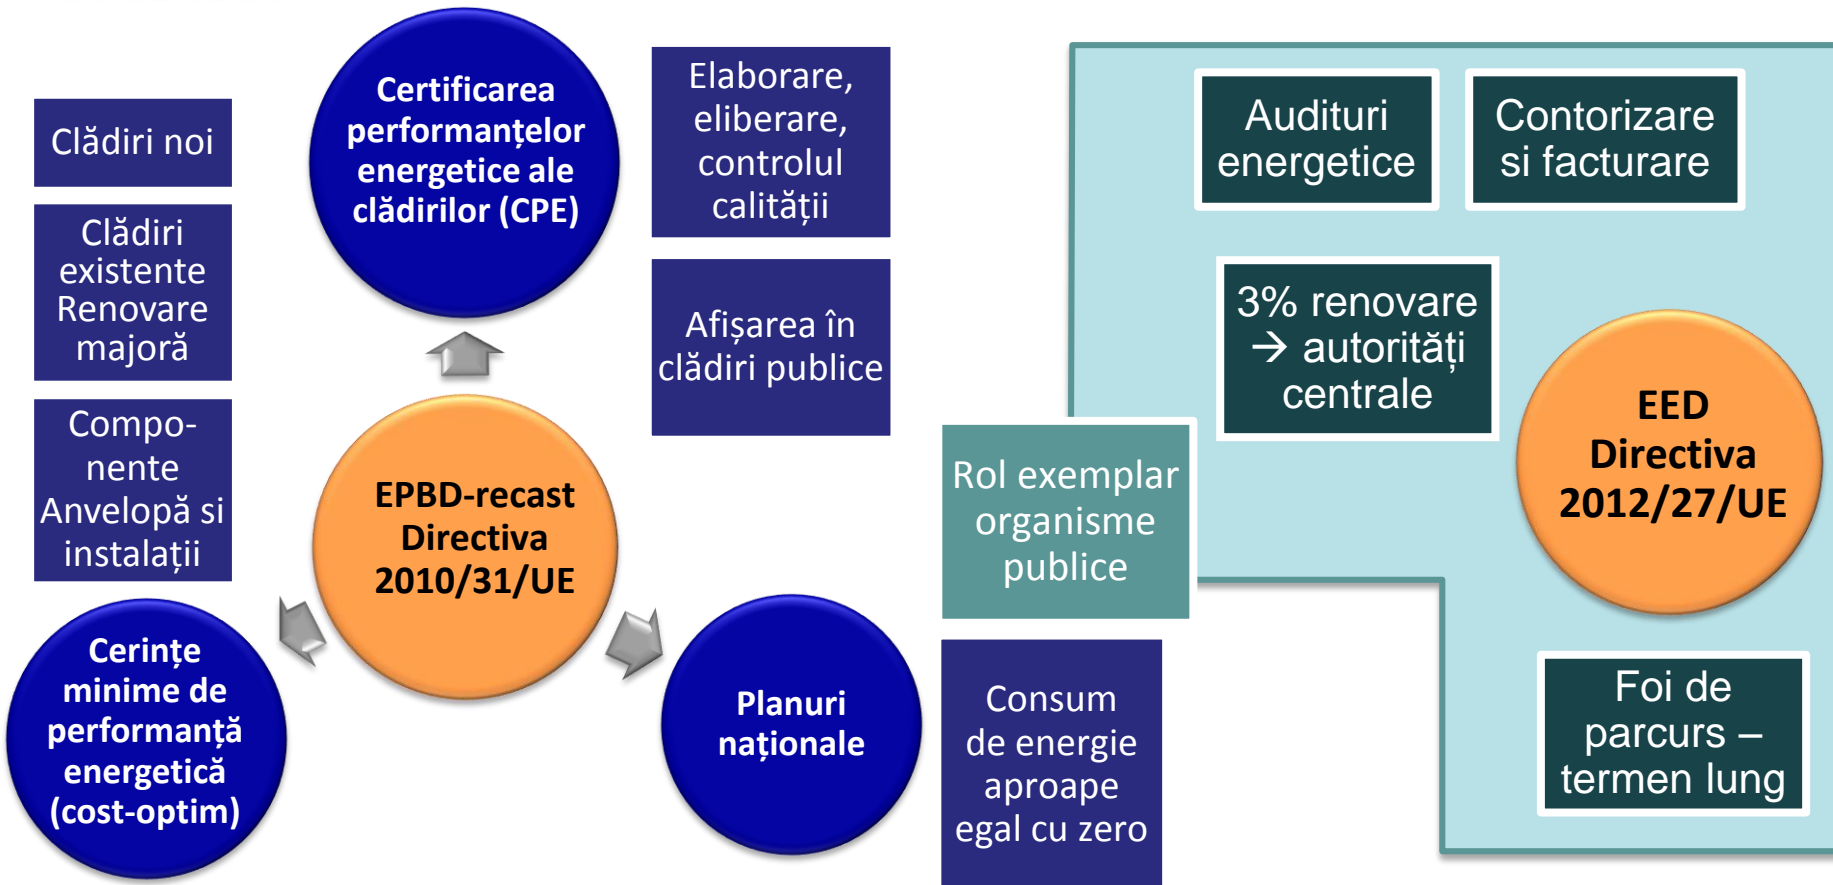 Certificarea
performanțelor
energetice ale
clădirilor (CPE)
Clădiri noi
Clădiri
existente
Renovare
majoră
Compo-
nente
Anvelopă si
instalații
Elaborare,
eliberare,
controlul
calității
Afișarea în
clădiri publice
EPBD-recast
Directiva
2010/31/UE
Cerințe
minime de
performanță
energetică
(cost-optim)
Planuri
naționale
Rol exemplar
organisme
publice
Consum
de energie
aproape
egal cu zero
Audituri
energetice
Contorizare
si facturare
3% renovare
→ autorități
centrale
EED
Directiva
2012/27/UE
Foi de
parcurs –
termen lung